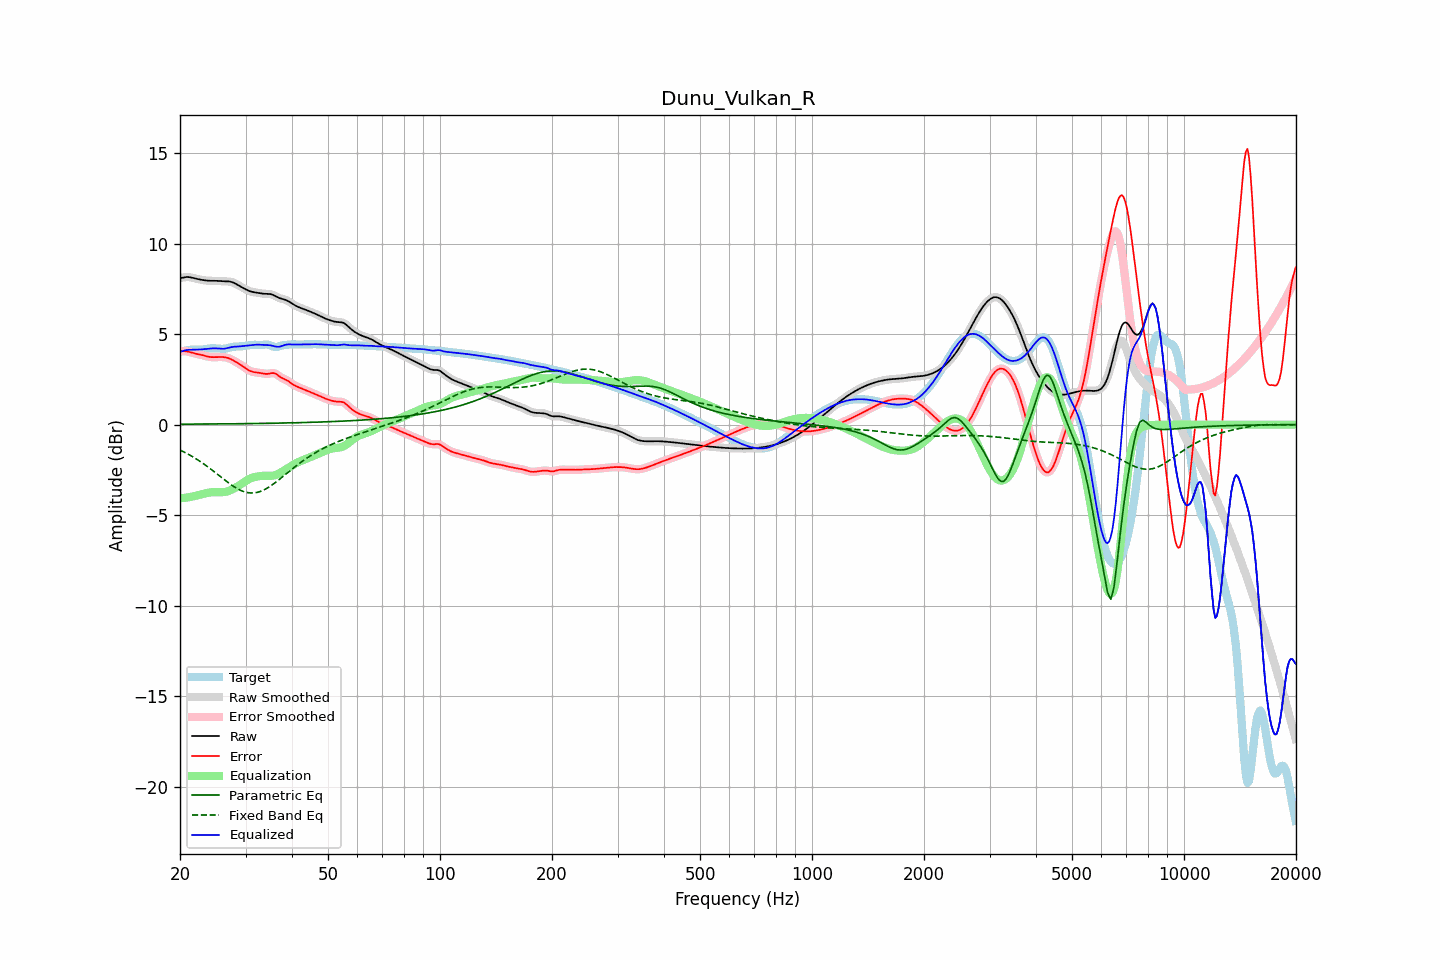 Dunu_Vulkan_R
Amplitude (dBr)
15
10
5
0
−5
−10
−15
−20
Target
Raw Smoothed
Error Smoothed
Raw
Error
Equalization
Parametric Eq
Fixed Band Eq
Equalized
20
50
100
200
500
1000
2000
5000
10000
20000
Frequency (Hz)